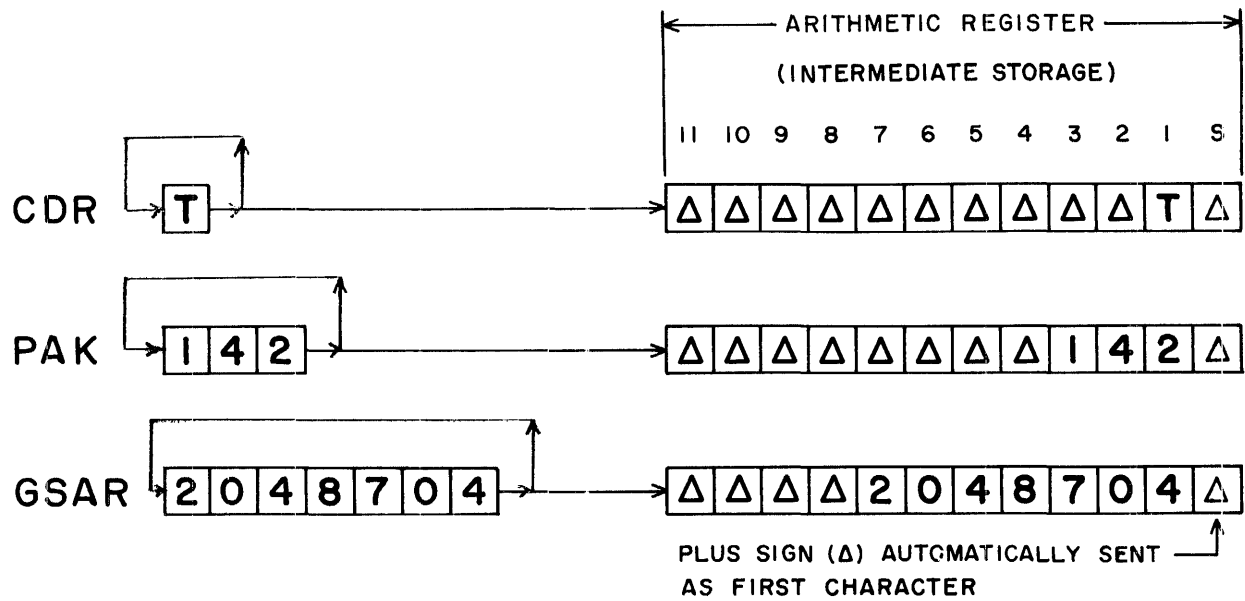 ARITHMETIC REGISTER
(INTERMEDIATE STORAGE)
11 10 9 8 7 6 5 4 3 2 1 S
CDR T Δ Δ Δ Δ Δ Δ Δ Δ Δ Δ T Δ
PAK 1 4 2 Δ Δ Δ Δ Δ Δ Δ Δ 1 4 2 Δ
GSAR 2 0 4 8 7 0 4 Δ Δ Δ Δ 2 0 4 8 7 0 4 Δ
PLUS SIGN (Δ) AUTOMATICALLY SENT
AS FIRST CHARACTER